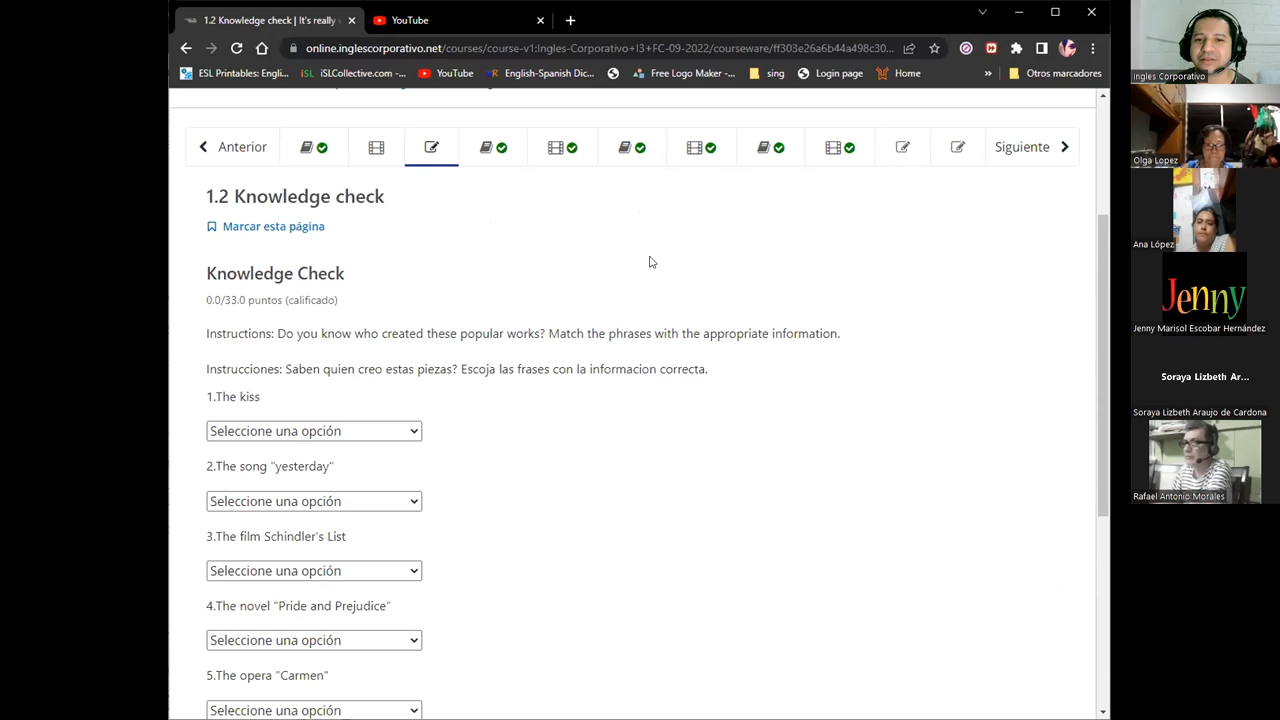 1.2 Knowledge check | It's really
YouTube
online.inglescorporativo.net/courses/course-v1:Ingles-Corporativo+I3+FC-09-2022/courseware/ff303e26a6b44a498c30...
ESL Printables: Engli...
iSLCollective.com -...
YouTube
English-Spanish Dic...
Free Logo Maker -...
sing
Login page
Home
»
Otros marcadores
Anterior
Siguiente
1.2 Knowledge check
Marcar esta página
Knowledge Check
0.0/33.0 puntos (calificado)
Instructions: Do you know who created these popular works? Match the phrases with the appropriate information.
Instrucciones: Saben quien creo estas piezas? Escoja las frases con la informacion correcta.
1.The kiss
Seleccione una opción
2.The song "yesterday"
Seleccione una opción
3.The film Schindler's List
Seleccione una opción
4.The novel "Pride and Prejudice"
Seleccione una opción
5.The opera "Carmen"
Seleccione una opción
Ingles Corporativo
Olga Lopez
Ana López
Jenny
Jenny Marisol Escobar Hernández
Soraya Lizbeth Ar...
Soraya Lizbeth Araujo de Cardona
Rafael Antonio Morales